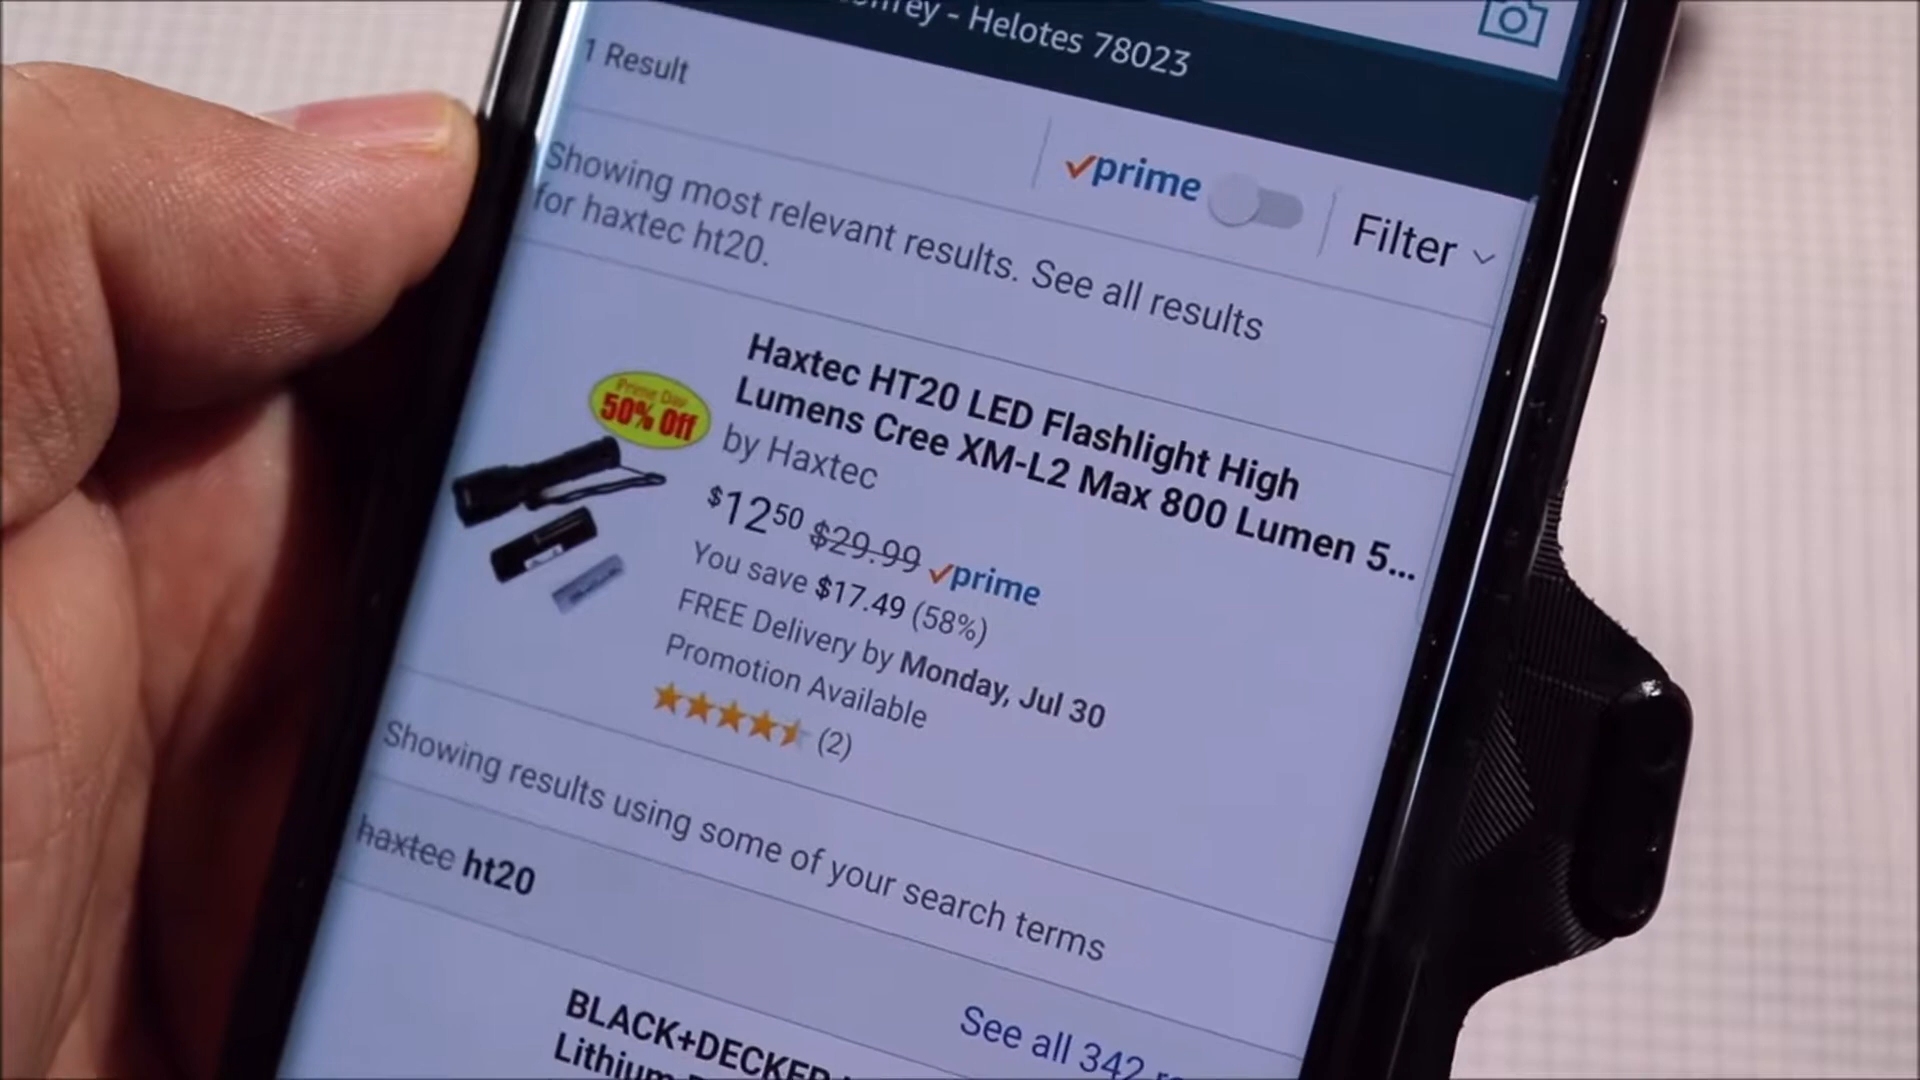 - Helotes 78023
1 Result
prime
Filter
Showing most relevant results. See all results
for haxtec ht20.
Prime Day
50% Off
Haxtec HT20 LED Flashlight High
Lumens Cree XM-L2 Max 800 Lumen 5...
by Haxtec
$12.50 $29.99 prime
You save $17.49 (58%)
FREE Delivery by Monday, Jul 30
Promotion Available
(2)
Showing results using some of your search terms
haxtec ht20
See all 342
BLACK+DECKER
Lithium